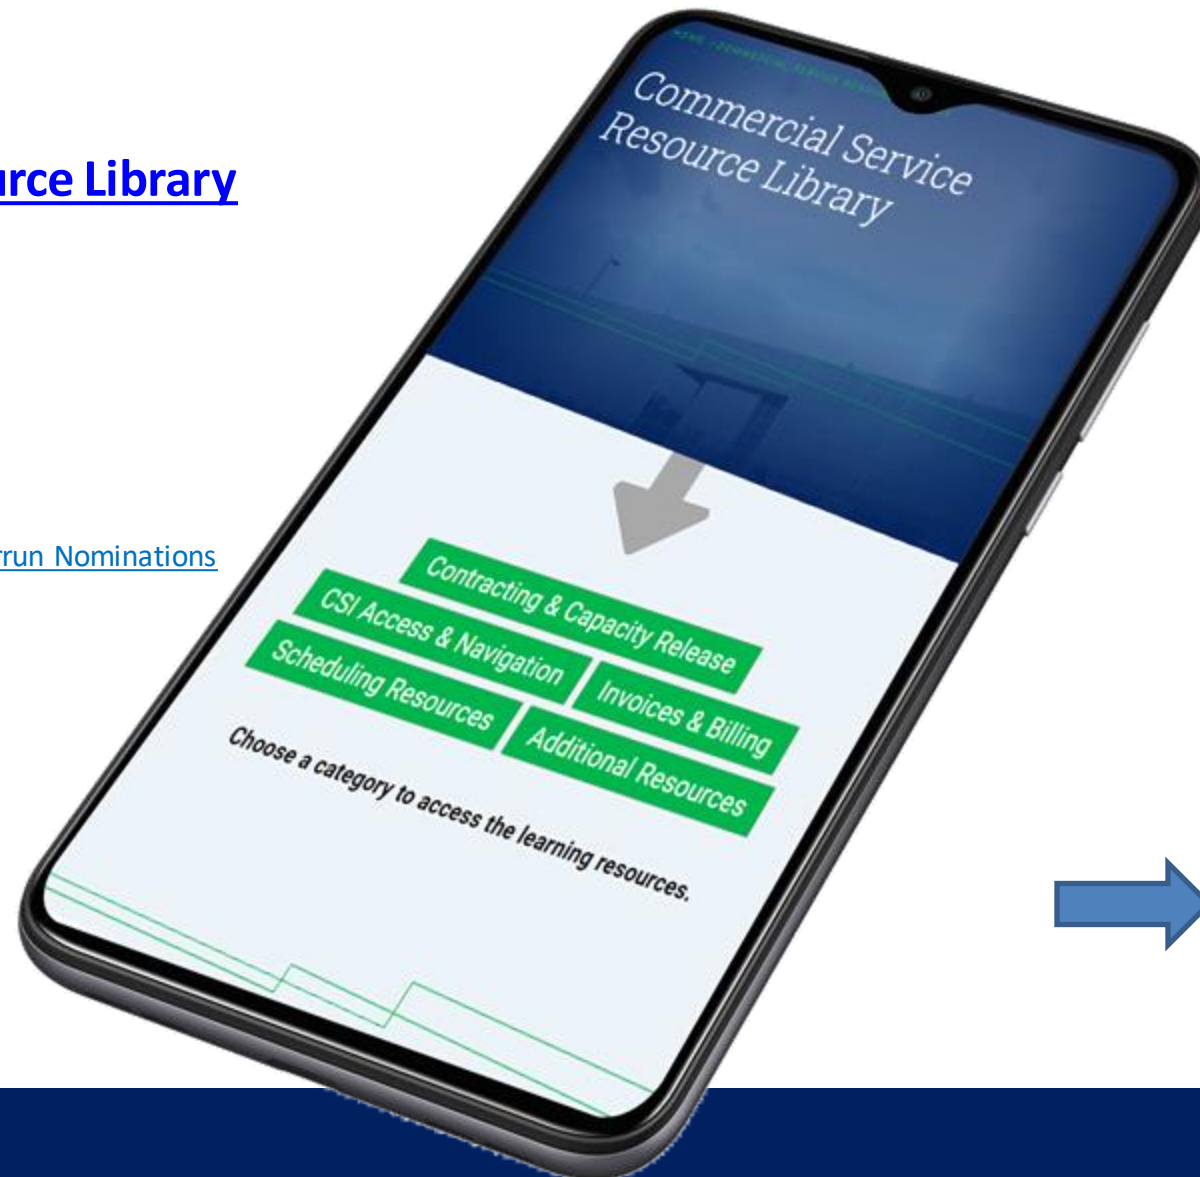 urce Library
rrun Nominations
Commercial Service
Resource Library
Contracting & Capacity Release
CSI Access & Navigation
Invoices & Billing
Scheduling Resources
Additional Resources
Choose a category to access the learning resources.